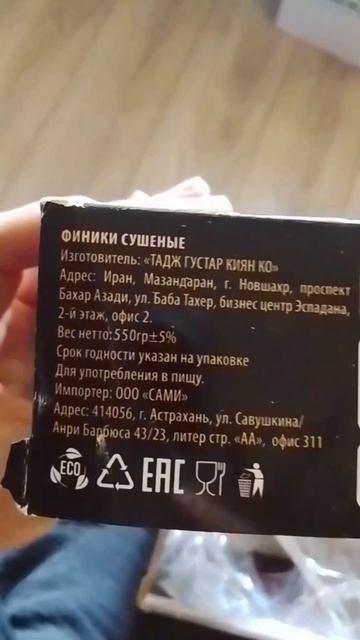 ФИНИКИ СУШЕНЫЕ
Изготовитель: «ТАДЖ ГУСТАР КИЯН КО»
Адрес: Иран, Мазандаран, г. Новшахр, проспект
Бахар Азади, ул. Баба Тахер, бизнес центр Эспадана,
2-й этаж, офис 2.
Вес нетто:550гр±5%
Срок годности указан на упаковке
Для употребления в пищу.
Импортер: ООО «САМИ»
Адрес: 414056, г. Астрахань, ул. Савушкина/
Анри Барбюса 43/23, литер стр. «АА», офис 311
ECO
EAC